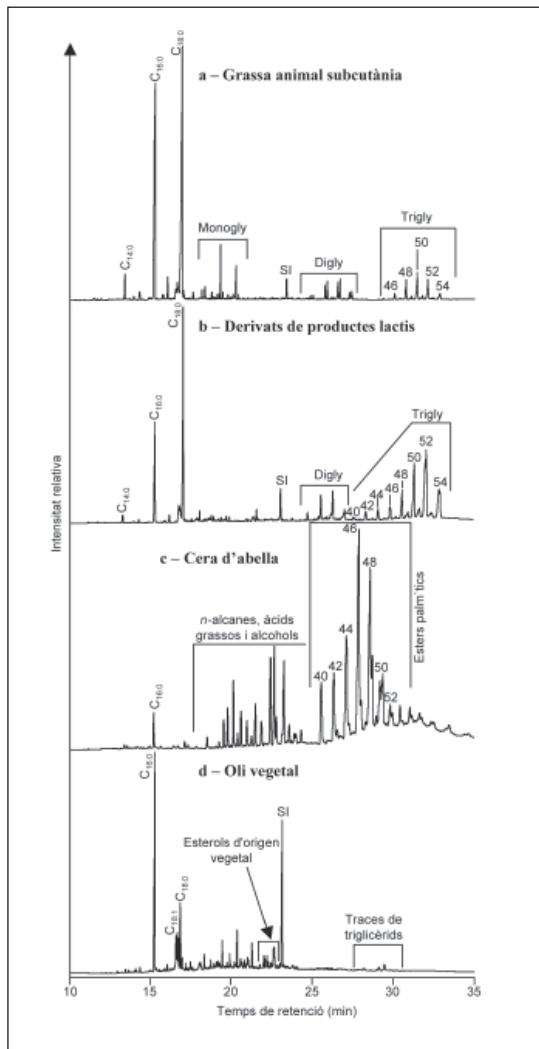 C18:0
C16:0
a – Grassa animal subcutània
Trigly
50
Monogly
C14:0
SI
Digly
48
52
46
54
C18:0
b – Derivats de productes lactis
Trigly
C16:0
52
50
SI
Digly
48
54
46
44
42
40
C14:0
Intensitat relativa
c – Cera d'abella
46
48
n-alcanes, àcids
grassos i alcohols
Esters palm´tics
44
42
40
50
52
C16:0
C16:0
d – Oli vegetal
SI
Esterols d'origen
vegetal
C18:1
C18:0
Traces de
triglicèrids
10 15 20 25 30 35
Temps de retenció (min)